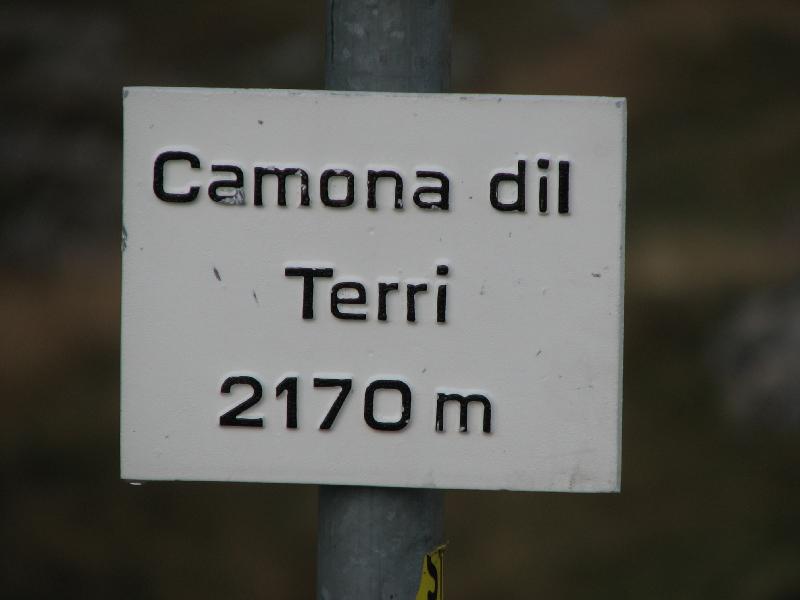 Camona dil
Terri
2170 m